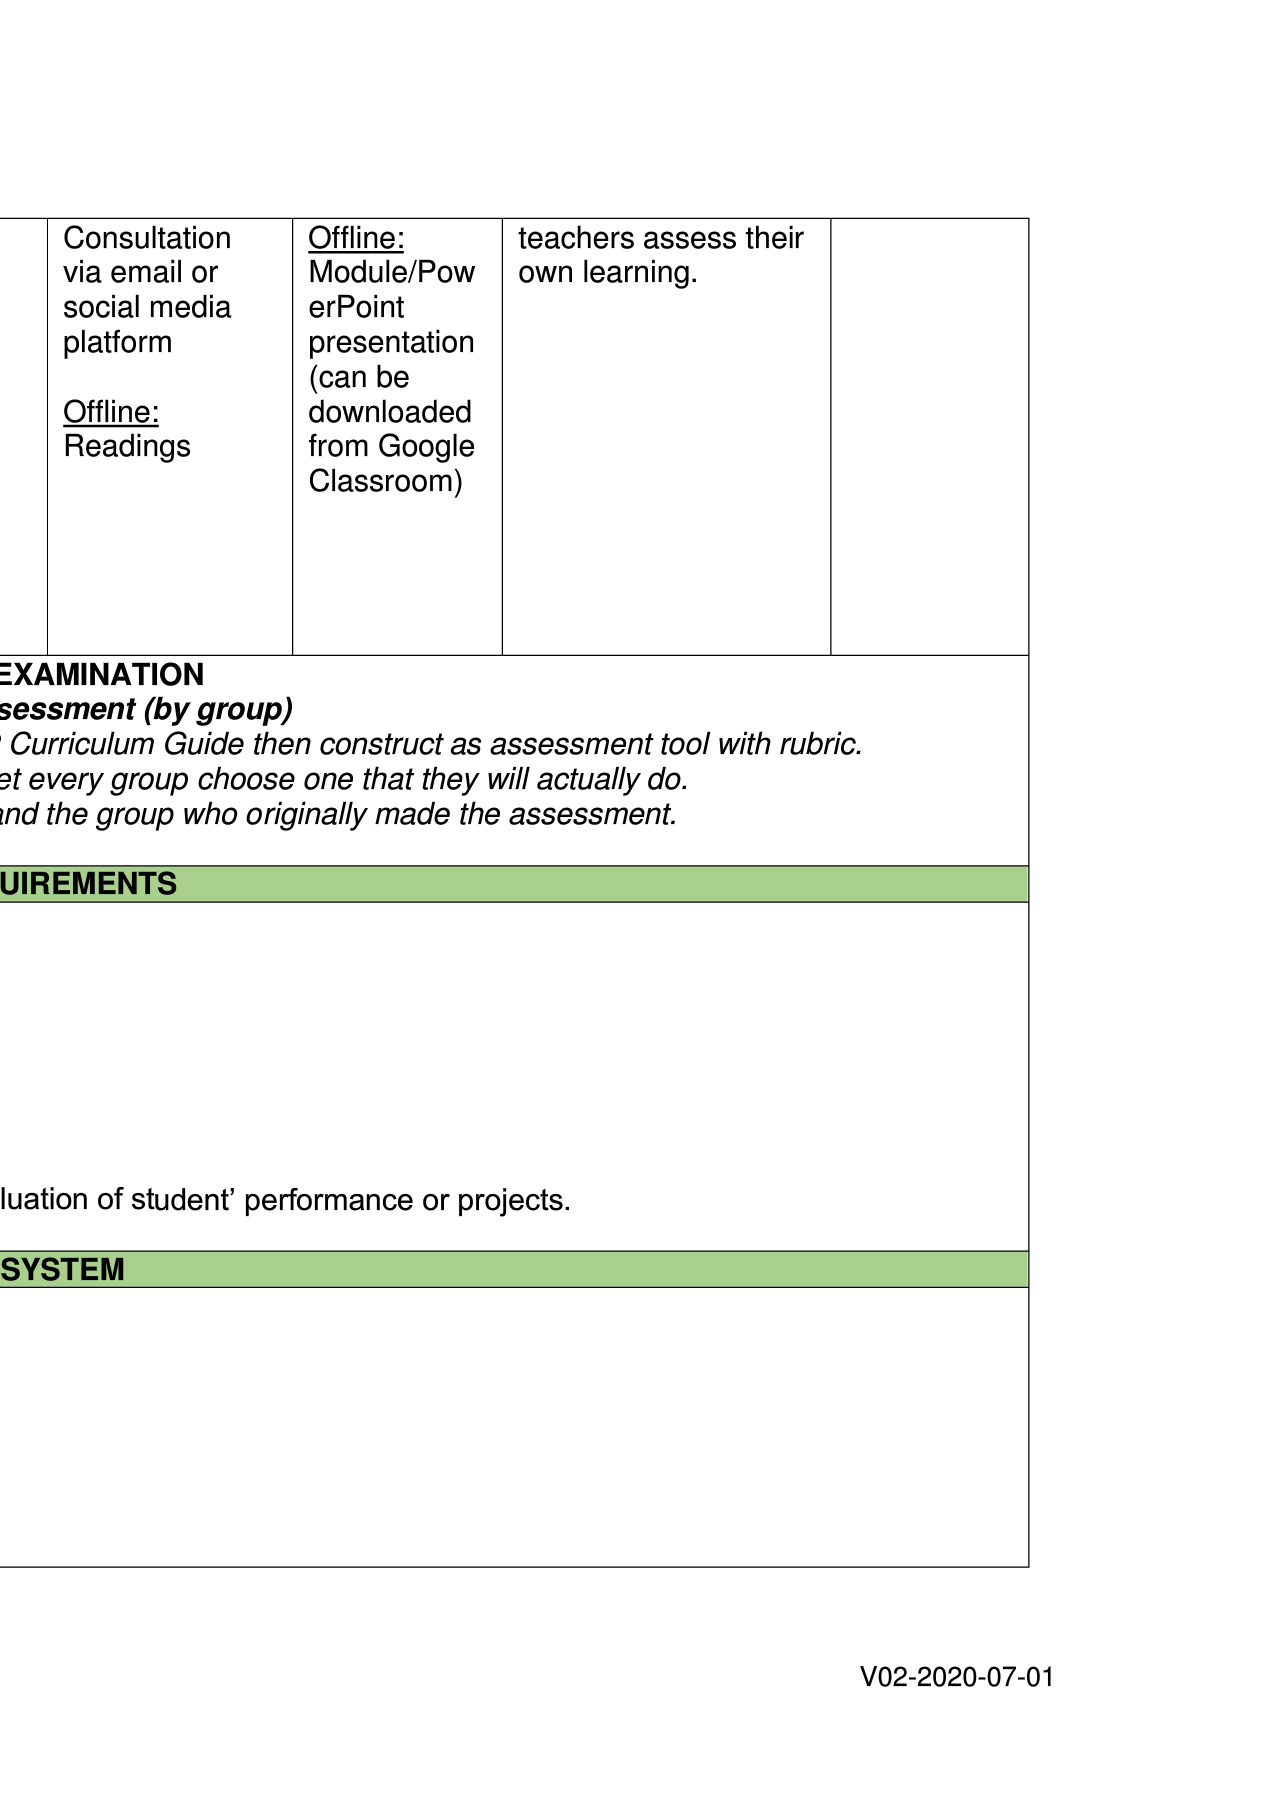 Consultation
via email or
social media
platform
Offline:
Readings
Offline:
Module/Pow
erPoint
presentation
(can be
downloaded
from Google
Classroom)
teachers assess their
own learning.
EXAMINATION
sessment (by group)
Curriculum Guide then construct as assessment tool with rubric.
et every group choose one that they will actually do.
and the group who originally made the assessment.
UIREMENTS
luation of student’ performance or projects.
SYSTEM
V02-2020-07-01